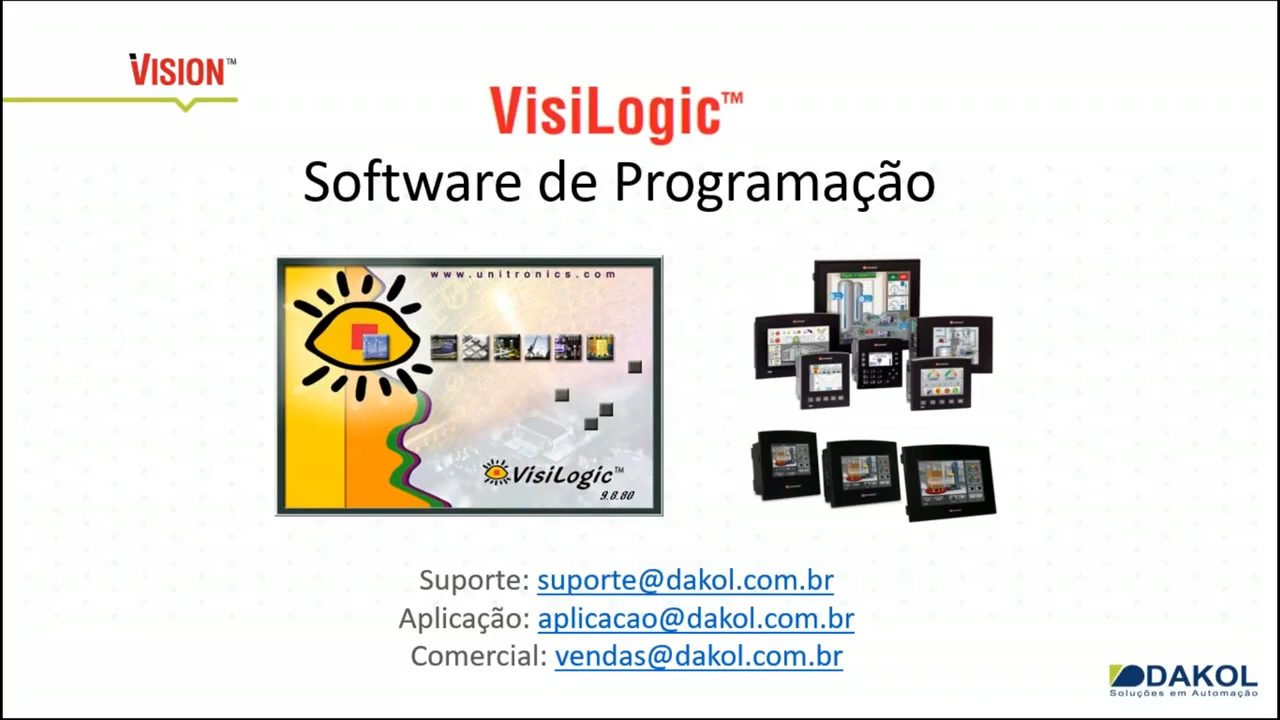 VISION™
VisiLogic™
Software de Programação
www.unitronics.com
VisiLogic™
9.8.80
Suporte: suporte@dakol.com.br
Aplicação: aplicacao@dakol.com.br
Comercial: vendas@dakol.com.br
DAKOL
Soluções em Automação